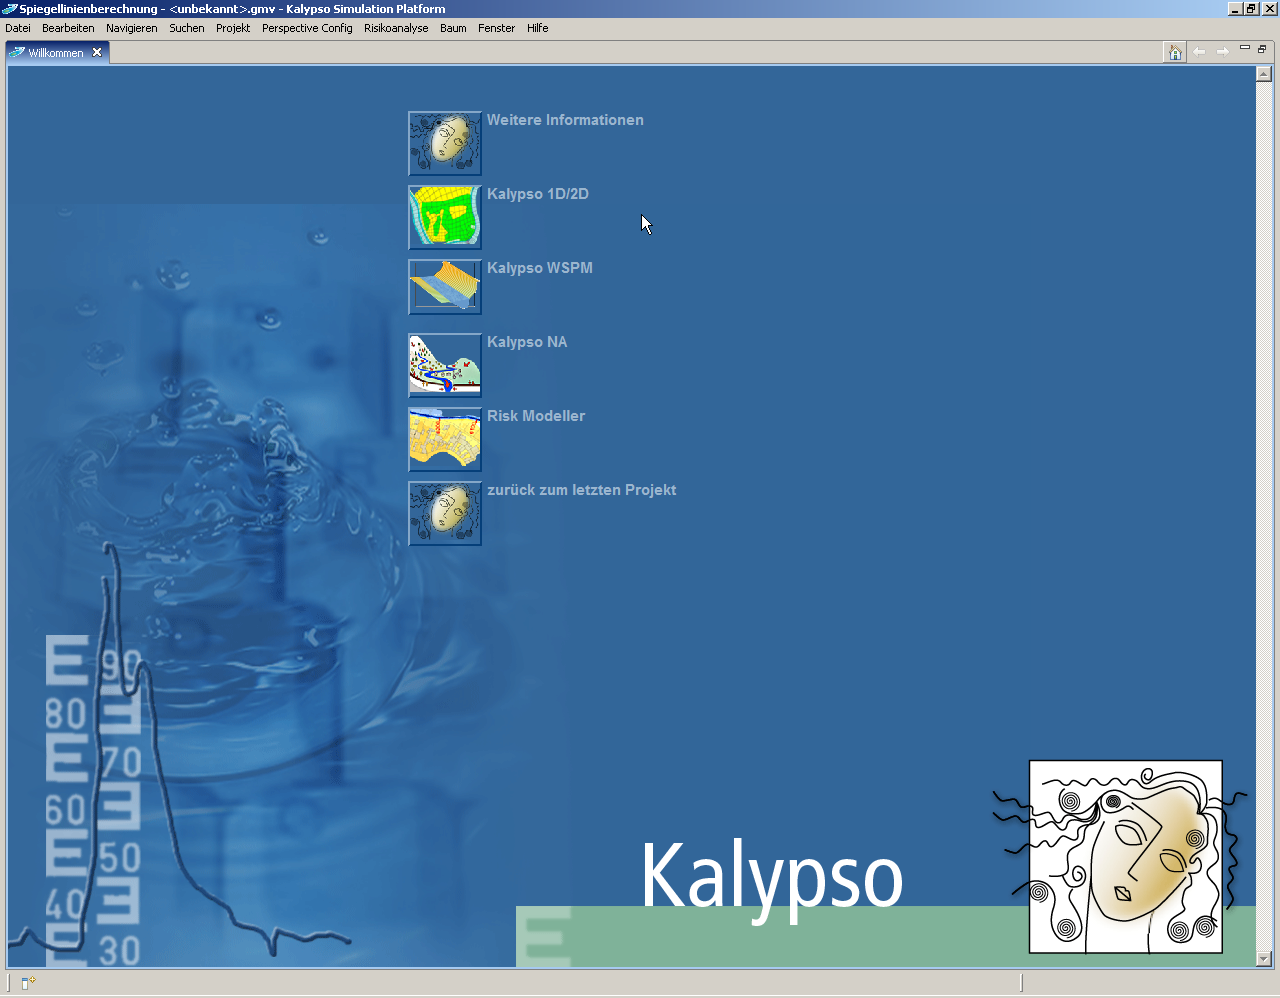 Spiegellinienberechnung - <unbekannt>.gmv - Kalypso Simulation Platform
Datei Bearbeiten Navigieren Suchen Projekt Perspective Config Risikoanalyse Baum Fenster Hilfe
Willkommen
Weitere Informationen
Kalypso 1D/2D
Kalypso WSPM
Kalypso NA
Risk Modeller
zurück zum letzten Projekt
90
80
70
60
50
40
30
Kalypso